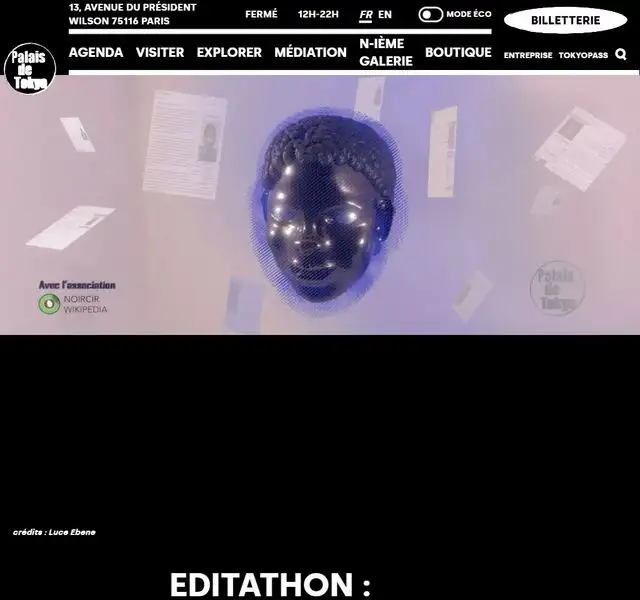 13, AVENUE DU PRÉSIDENT
WILSON 75116 PARIS
FERMÉ
12H-22H
FR EN
MODE ÉCO
BILLETTERIE
Palais
de
Tokyo
AGENDA
VISITER
EXPLORER
MÉDIATION
N-IÈME
GALERIE
BOUTIQUE
ENTREPRISE
TOKYOPASS
Avec l'association
NOIRCIR
WIKIPEDIA
Palais
de
Tokyo
crédits : Luce Ebene
EDITATHON :